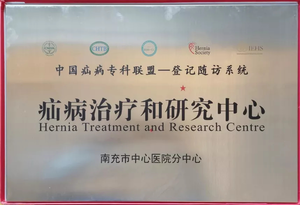 Hernia
Society
中国疝病专科联盟—登记随访系统
疝病治疗和研究中心
Hernia Treatment and Research Centre
南充市中心医院分中心